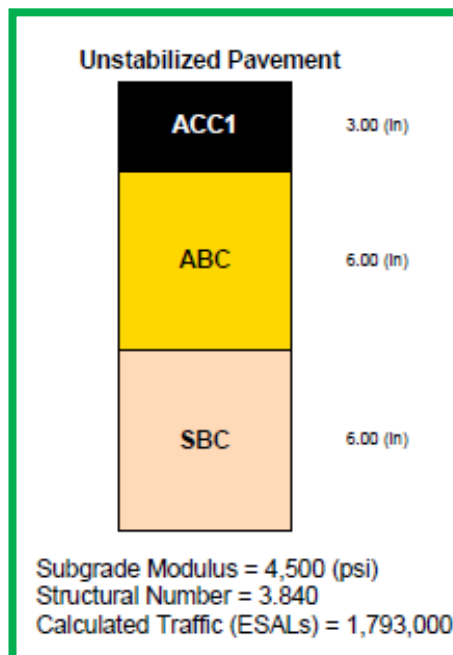 Unstabilized Pavement
ACC1 3.00 (in)
ABC 6.00 (in)
SBC 6.00 (in)
Subgrade Modulus = 4,500 (psi)
Structural Number = 3.840
Calculated Traffic (ESALs) = 1,793,000